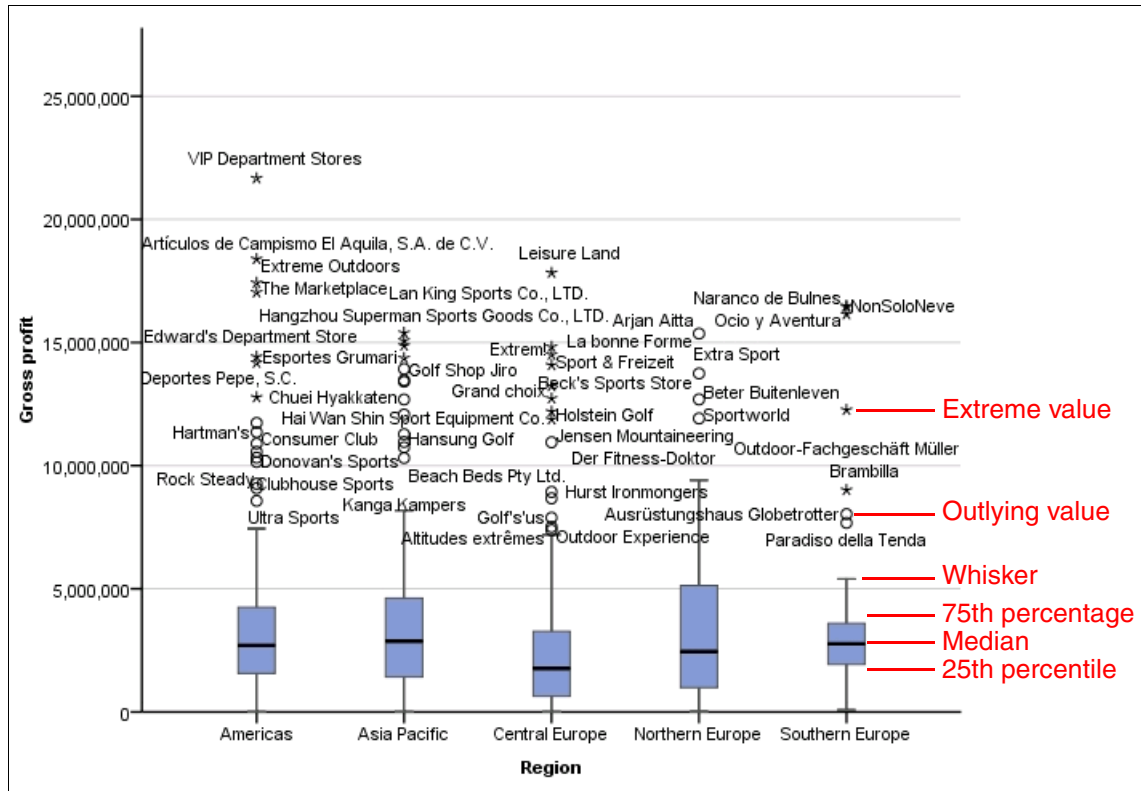 25,000,000
VIP Department Stores
20,000,000
Artículos de Campismo El Aquila, S.A. de C.V.
Leisure Land
Extreme Outdoors
The Marketplace
Lan King Sports Co., LTD.
Naranco de Bulnes
NonSoloNeve
Hangzhou Superman Sports Goods Co., LTD.
Arjan Aitta
Ocio y Aventura
15,000,000
Edward's Department Store
Extrem!
La bonne Forme
Esportes Grumari
Sport & Freizeit
Extra Sport
Golf Shop Jiro
Deportes Pepe, S.C.
Grand choix
Beck's Sports Store
Beter Buitenleven
Chuei Hyakkaten
Extreme value
Hai Wan Shin Sport Equipment Co.
Holstein Golf
Sportworld
Hartman's
Consumer Club
Hansung Golf
Jensen Mountaineering
Outdoor-Fachgeschäft Müller
Donovan's Sports
Der Fitness-Doktor
10,000,000
Rock Steady
Clubhouse Sports
Beach Beds Pty Ltd.
Brambilla
Hurst Ironmongers
Kanga Kampers
Ultra Sports
Golf's'us
Ausrüstungshaus Globetrotter
Outlying value
Altitudes extrêmes
Outdoor Experience
Paradiso della Tenda
Whisker
5,000,000
75th percentage
Median
25th percentile
0
Gross profit
Americas
Asia Pacific
Central Europe
Northern Europe
Southern Europe
Region